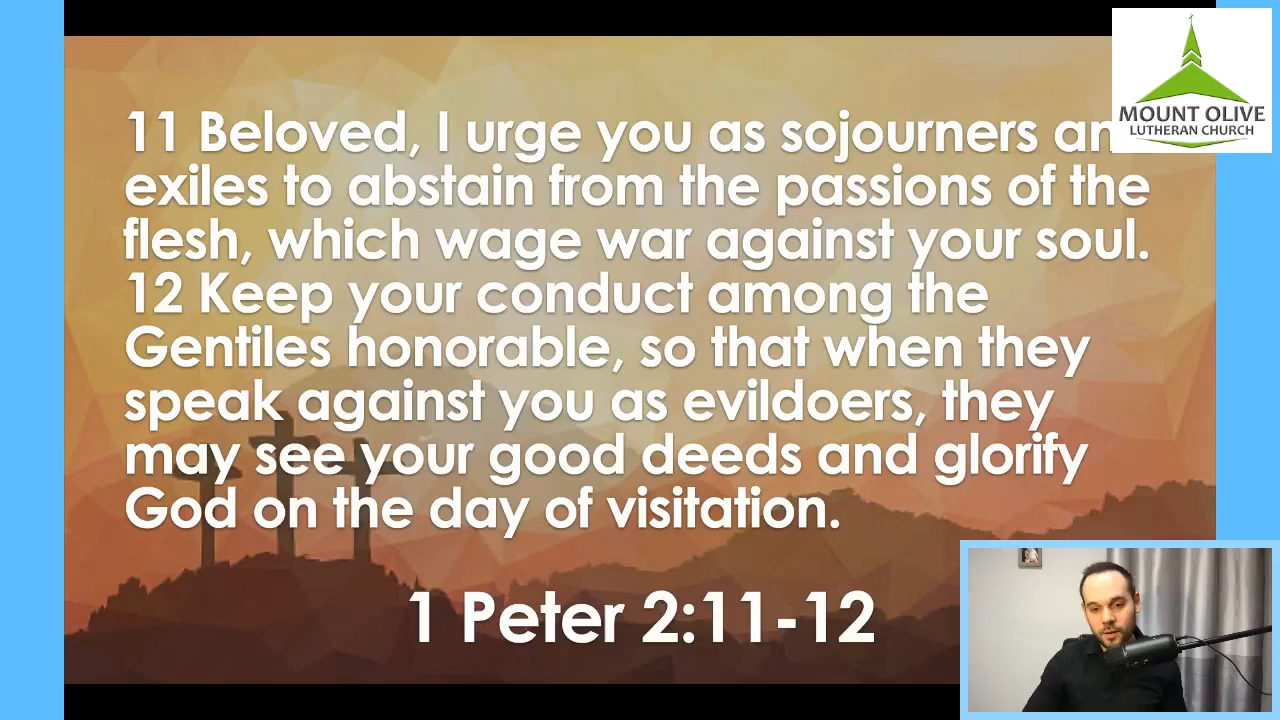 11 Beloved, I urge you as sojourners an
exiles to abstain from the passions of the
flesh, which wage war against your soul.
12 Keep your conduct among the
Gentiles honorable, so that when they
speak against you as evildoers, they
may see your good deeds and glorify
God on the day of visitation.
1 Peter 2:11-12
MOUNT OLIVE
LUTHERAN CHURCH